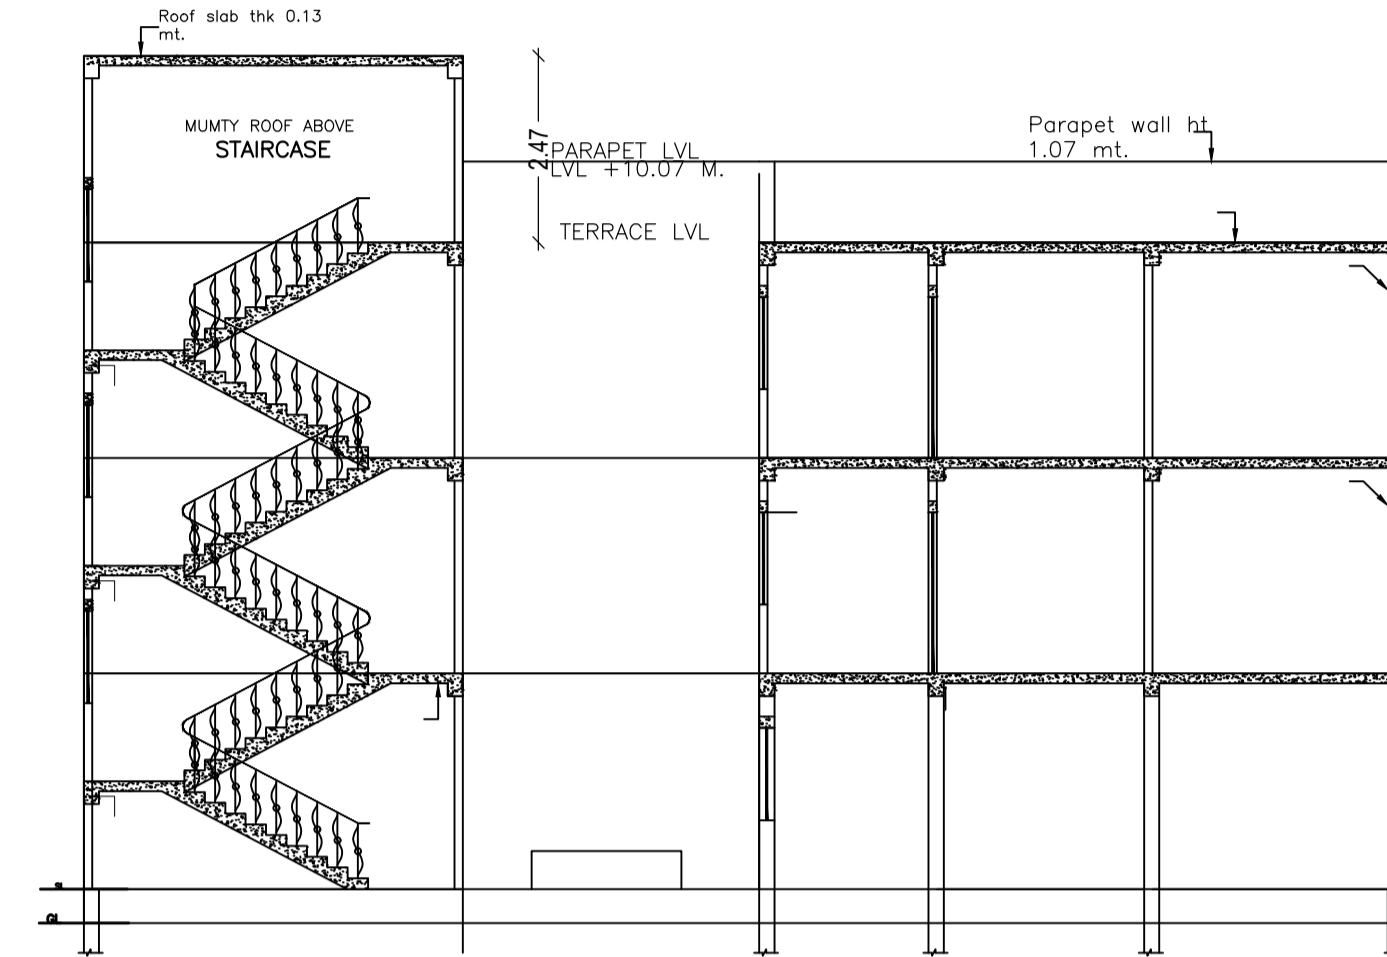 Roof slab thk 0.13
mt.
MUMTY ROOF ABOVE
STAIRCASE
2.47
PARAPET LVL
LVL +10.07 M.
TERRACE LVL
Parapet wall ht
1.07 mt.